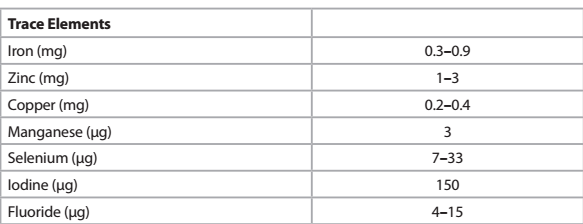 Trace Elements
Iron (mg) 0.3–0.9
Zinc (mg) 1–3
Copper (mg) 0.2–0.4
Manganese (μg) 3
Selenium (μg) 7–33
Iodine (μg) 150
Fluoride (μg) 4–15